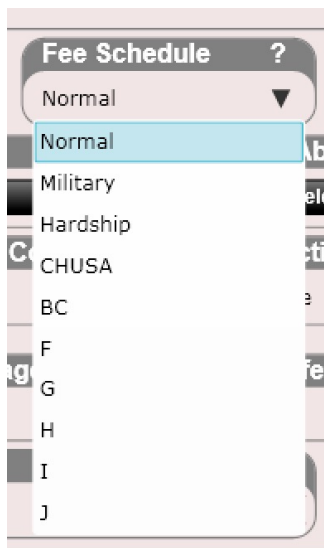 Fee Schedule ?
Normal
Normal
Military
Hardship
CHUSA
BC
F
G
H
I
J